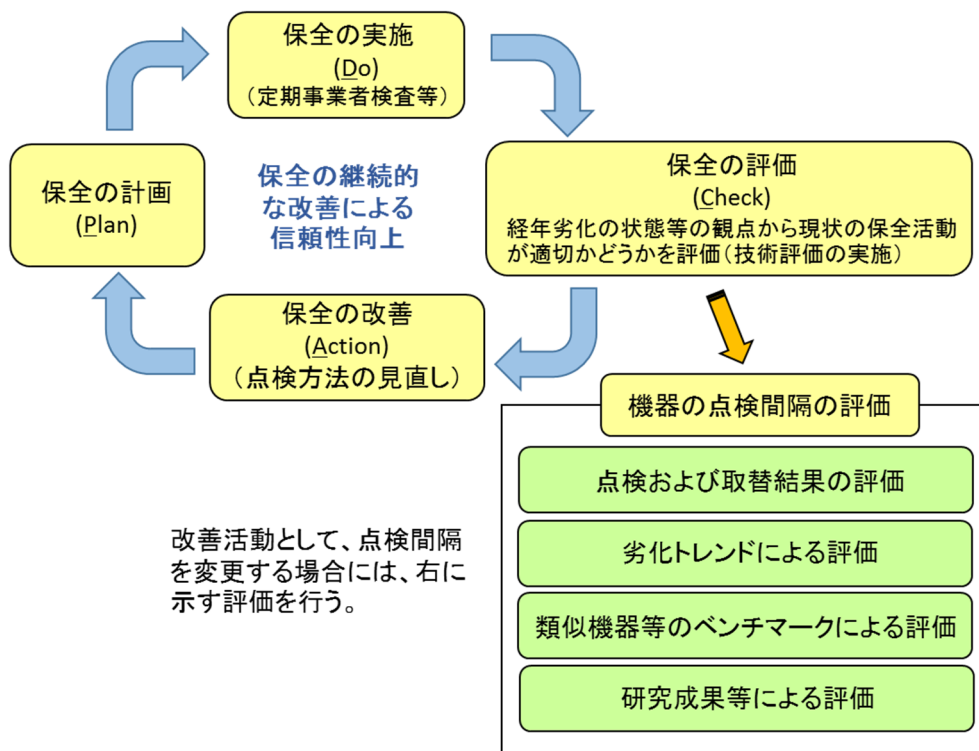 保全の実施
(Do)
(定期事業者検査等)
保全の計画
(Plan)
保全の継続的
な改善による
信頼性向上
保全の評価
(Check)
経年劣化の状態等の観点から現状の保全活動
が適切かどうかを評価(技術評価の実施)
保全の改善
(Action)
(点検方法の見直し)
機器の点検間隔の評価
点検および取替結果の評価
劣化トレンドによる評価
類似機器等のベンチマークによる評価
研究成果等による評価
改善活動として、点検間隔
を変更する場合には、右に
示す評価を行う。